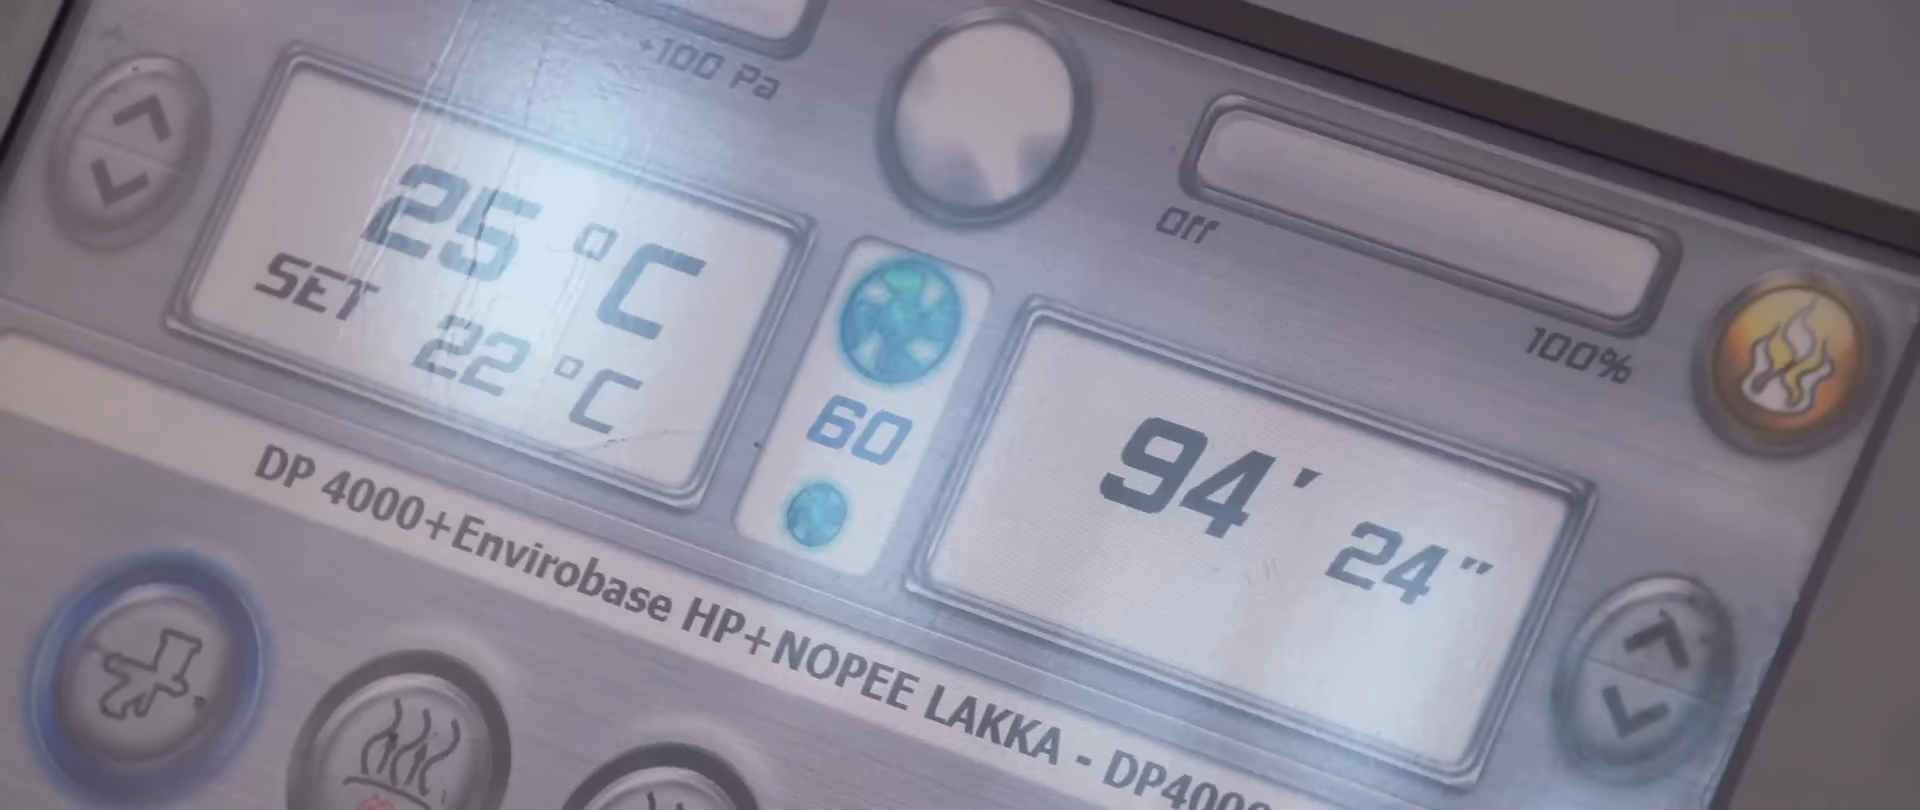 +100 Pa
25 °C
SET 22 °C
60
Off
100%
94' 24"
DP 4000+Envirobase HP+NOPEE LAKKA - DP4000